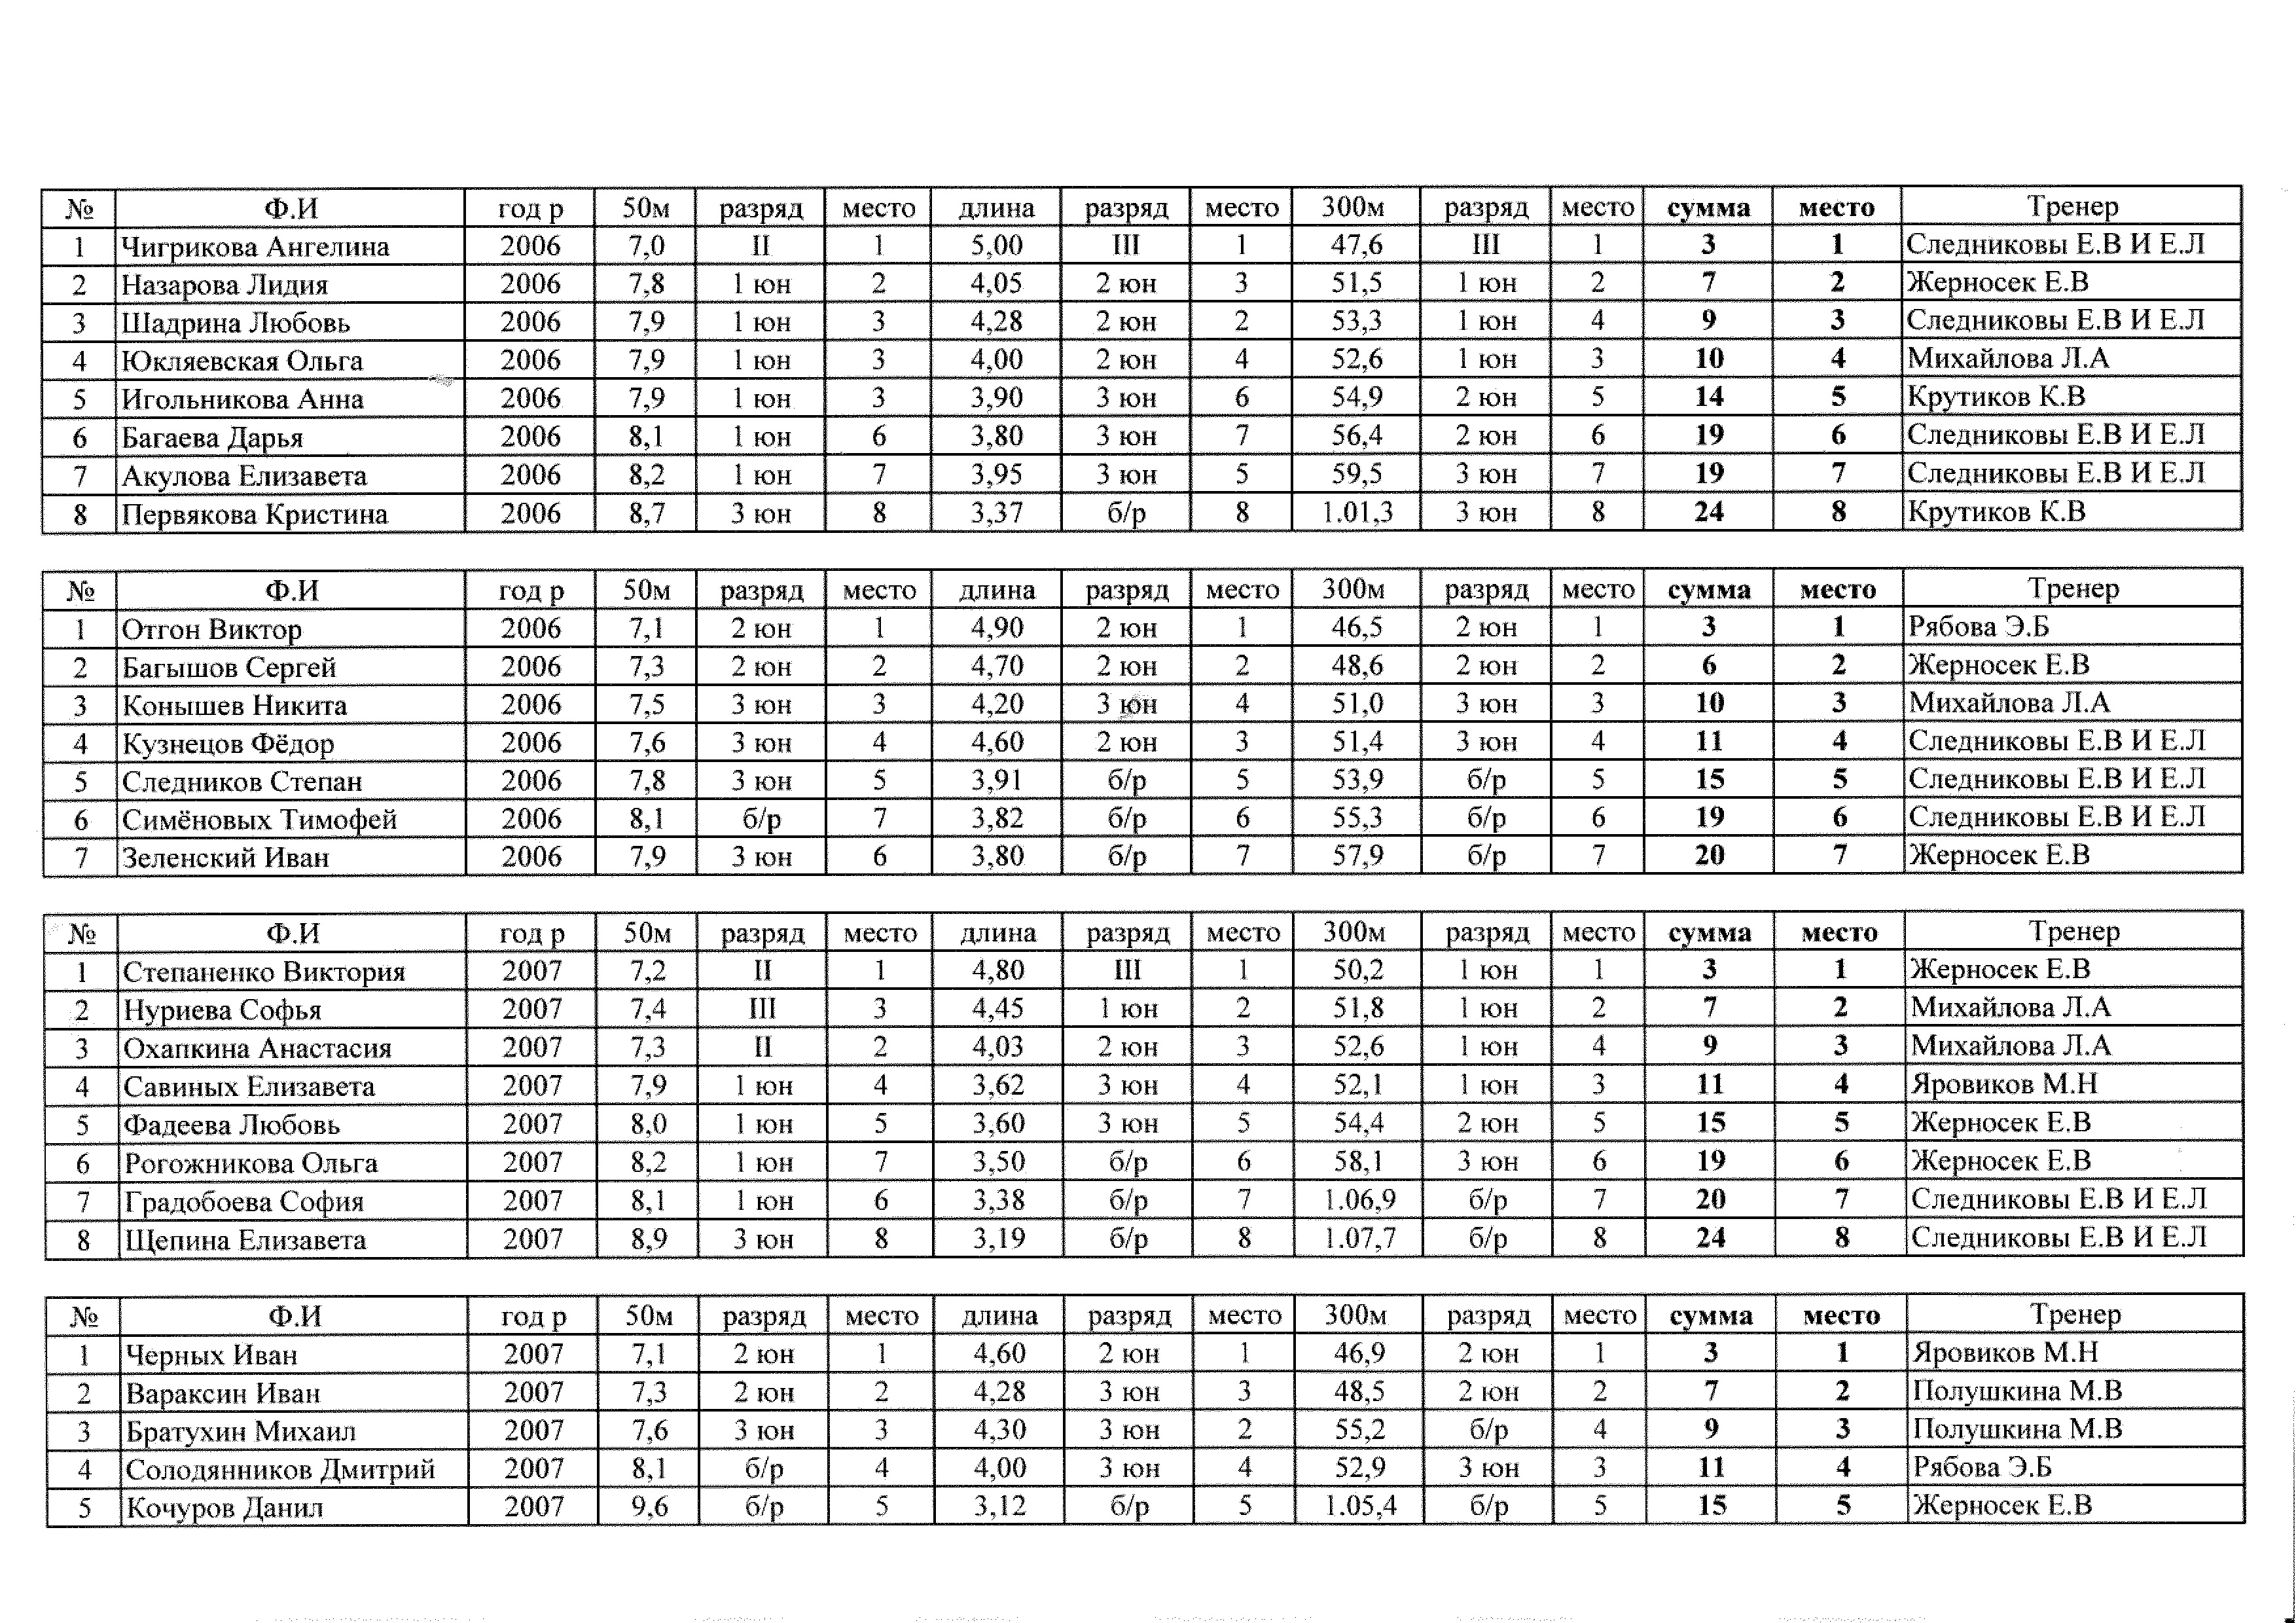 № Ф.И год р 50м разряд место длина разряд место 300м разряд место сумма место Тренер
1 Чигрикова Ангелина 2006 7,0 II 1 5,00 III 1 47,6 III 1 3 1 Следниковы Е.В И Е.Л
2 Назарова Лидия 2006 7,8 1 юн 2 4,05 2 юн 3 51,5 1 юн 2 7 2 Жерносек Е.В
3 Шадрина Любовь 2006 7,9 1 юн 3 4,28 2 юн 2 53,3 1 юн 4 9 3 Следниковы Е.В И Е.Л
4 Юкляевская Ольга 2006 7,9 1 юн 3 4,00 2 юн 4 52,6 1 юн 3 10 4 Михайлова Л.А
5 Игольникова Анна 2006 7,9 1 юн 3 3,90 3 юн 6 54,9 2 юн 5 14 5 Крутиков К.В
6 Багаева Дарья 2006 8,1 1 юн 6 3,80 3 юн 7 56,4 2 юн 6 19 6 Следниковы Е.В И Е.Л
7 Акулова Елизавета 2006 8,2 1 юн 7 3,95 3 юн 5 59,5 3 юн 7 19 7 Следниковы Е.В И Е.Л
8 Первякова Кристина 2006 8,7 3 юн 8 3,37 б/р 8 1.01,3 3 юн 8 24 8 Крутиков К.В
№ Ф.И год р 50м разряд место длина разряд место 300м разряд место сумма место Тренер
1 Отгон Виктор 2006 7,1 2 юн 1 4,90 2 юн 1 46,5 2 юн 1 3 1 Рябова Э.Б
2 Багышов Сергей 2006 7,3 2 юн 2 4,70 2 юн 2 48,6 2 юн 2 6 2 Жерносек Е.В
3 Конышев Никита 2006 7,5 3 юн 3 4,20 3 юн 4 51,0 3 юн 3 10 3 Михайлова Л.А
4 Кузнецов Фёдор 2006 7,6 3 юн 4 4,60 2 юн 3 51,4 3 юн 4 11 4 Следниковы Е.В И Е.Л
5 Следников Степан 2006 7,8 3 юн 5 3,91 б/р 5 53,9 б/р 5 15 5 Следниковы Е.В И Е.Л
6 Симёновых Тимофей 2006 8,1 б/р 7 3,82 б/р 6 55,3 б/р 6 19 6 Следниковы Е.В И Е.Л
7 Зеленский Иван 2006 7,9 3 юн 6 3,80 б/р 7 57,9 б/р 7 20 7 Жерносек Е.В
№ Ф.И год р 50м разряд место длина разряд место 300м разряд место сумма место Тренер
1 Степаненко Виктория 2007 7,2 II 1 4,80 III 1 50,2 1 юн 1 3 1 Жерносек Е.В
2 Нуриева Софья 2007 7,4 III 3 4,45 1 юн 2 51,8 1 юн 2 7 2 Михайлова Л.А
3 Охапкина Анастасия 2007 7,3 II 2 4,03 2 юн 3 52,6 1 юн 4 9 3 Михайлова Л.А
4 Савиных Елизавета 2007 7,9 1 юн 4 3,62 3 юн 4 52,1 1 юн 3 11 4 Яровиков М.Н
5 Фадеева Любовь 2007 8,0 1 юн 5 3,60 3 юн 5 54,4 2 юн 5 15 5 Жерносек Е.В
6 Рогожникова Ольга 2007 8,2 1 юн 7 3,50 б/р 6 58,1 3 юн 6 19 6 Жерносек Е.В
7 Градобоева София 2007 8,1 1 юн 6 3,38 б/р 7 1.06,9 б/р 7 20 7 Следниковы Е.В И Е.Л
8 Щепина Елизавета 2007 8,9 3 юн 8 3,19 б/р 8 1.07,7 б/р 8 24 8 Следниковы Е.В И Е.Л
№ Ф.И год р 50м разряд место длина разряд место 300м разряд место сумма место Тренер
1 Черных Иван 2007 7,1 2 юн 1 4,60 2 юн 1 46,9 2 юн 1 3 1 Яровиков М.Н
2 Вараксин Иван 2007 7,3 2 юн 2 4,28 3 юн 3 48,5 2 юн 2 7 2 Полушкина М.В
3 Братухин Михаил 2007 7,6 3 юн 3 4,30 3 юн 2 55,2 б/р 4 9 3 Полушкина М.В
4 Солодянников Дмитрий 2007 8,1 б/р 4 4,00 3 юн 4 52,9 3 юн 3 11 4 Рябова Э.Б
5 Кочуров Данил 2007 9,6 б/р 5 3,12 б/р 5 1.05,4 б/р 5 15 5 Жерносек Е.В